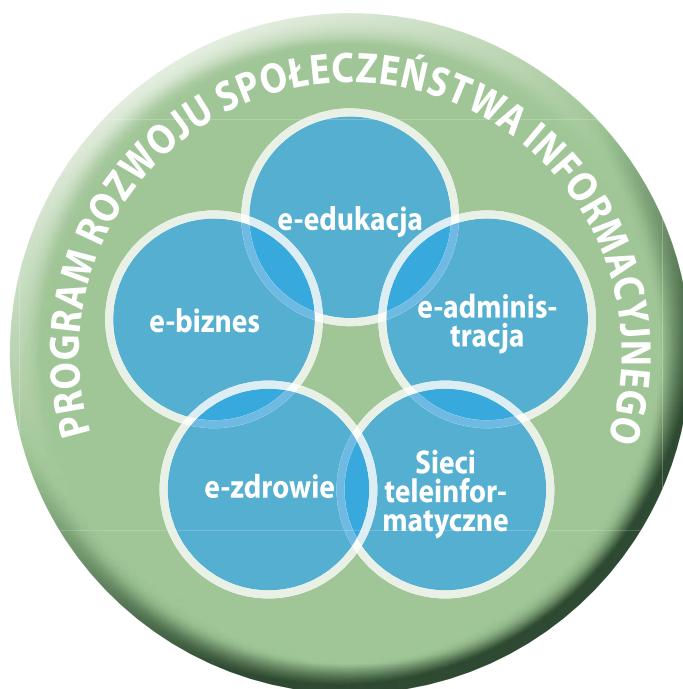 PROGRAM ROZWOJU SPOŁECZEŃSTWA INFORMACYJNEGO
e-edukacja
e-biznes
e-adminis-
tracja
e-zdrowie
Sieci
teleinfor-
matyczne